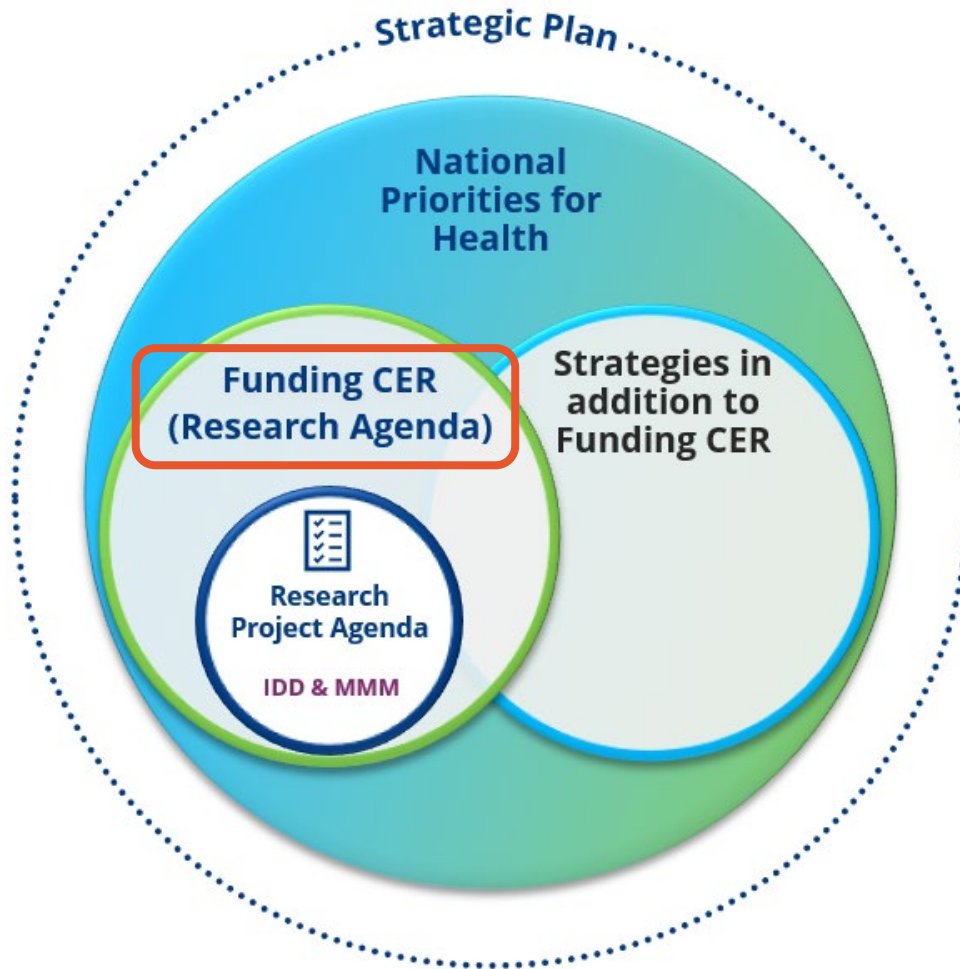 Strategic Plan
National
Priorities for
Health
Funding CER
(Research Agenda)
Strategies in
addition to
Funding CER
Research
Project Agenda
IDD & MMM